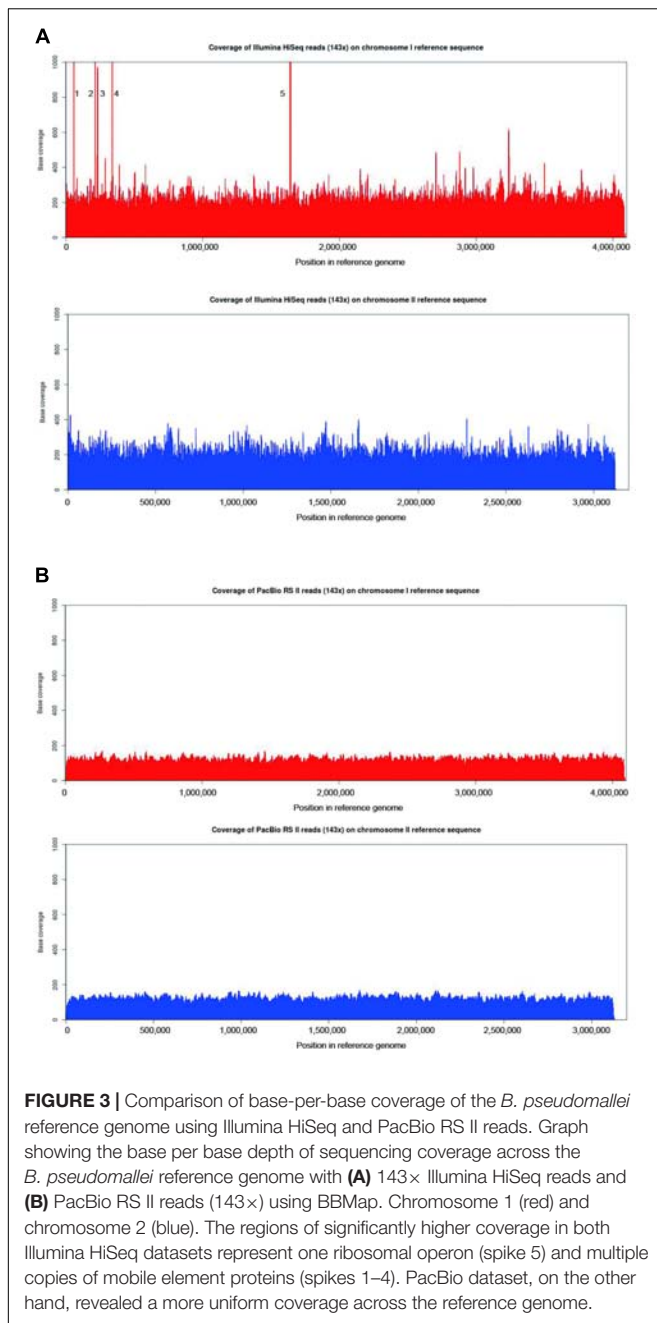 A
Coverage of Illumina HiSeq reads (143x) on chromosome I reference sequence
Base coverage
1000
800
600
400
200
0
1 2 3 4 5
0 1,000,000 2,000,000 3,000,000 4,000,000
Position in reference genome
Coverage of Illumina HiSeq reads (143x) on chromosome II reference sequence
Base coverage
1000
800
600
400
200
0
0 500,000 1,000,000 1,500,000 2,000,000 2,500,000 3,000,000
Position in reference genome
B
Coverage of PacBio RS II reads (143x) on chromosome I reference sequence
Base coverage
1000
800
600
400
200
0
0 1,000,000 2,000,000 3,000,000 4,000,000
Position in reference genome
Coverage of PacBio RS II reads (143x) on chromosome II reference sequence
Base coverage
1000
800
600
400
200
0
0 500,000 1,000,000 1,500,000 2,000,000 2,500,000 3,000,000
Position in reference genome
FIGURE 3 | Comparison of base-per-base coverage of the B. pseudomallei
reference genome using Illumina HiSeq and PacBio RS II reads. Graph
showing the base per base depth of sequencing coverage across the
B. pseudomallei reference genome with (A) 143× Illumina HiSeq reads and
(B) PacBio RS II reads (143×) using BBMap. Chromosome 1 (red) and
chromosome 2 (blue). The regions of significantly higher coverage in both
Illumina HiSeq datasets represent one ribosomal operon (spike 5) and multiple
copies of mobile element proteins (spikes 1–4). PacBio dataset, on the other
hand, revealed a more uniform coverage across the reference genome.